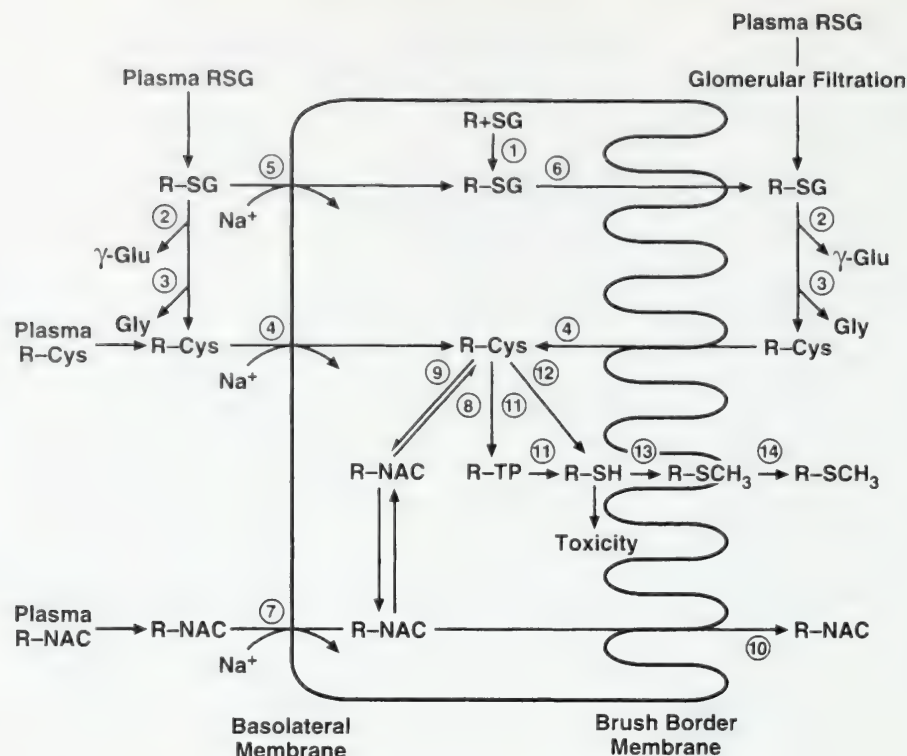 Plasma RSG
Glomerular Filtration
Plasma RSG
R+SG
①
R–SG
⑤
Na⁺
R–SG
⑥
R–SG
②
γ-Glu
③
Gly
②
γ-Glu
③
Gly
Plasma
R–Cys
R–Cys
④
Na⁺
R–Cys
④
R–Cys
⑨
⑧
⑪
⑫
R–NAC
R–TP
⑪
R–SH
⑬
R–SCH₃
⑭
R–SCH₃
Toxicity
Plasma
R–NAC
R–NAC
⑦
Na⁺
R–NAC
⑩
R–NAC
Basolateral
Membrane
Brush Border
Membrane